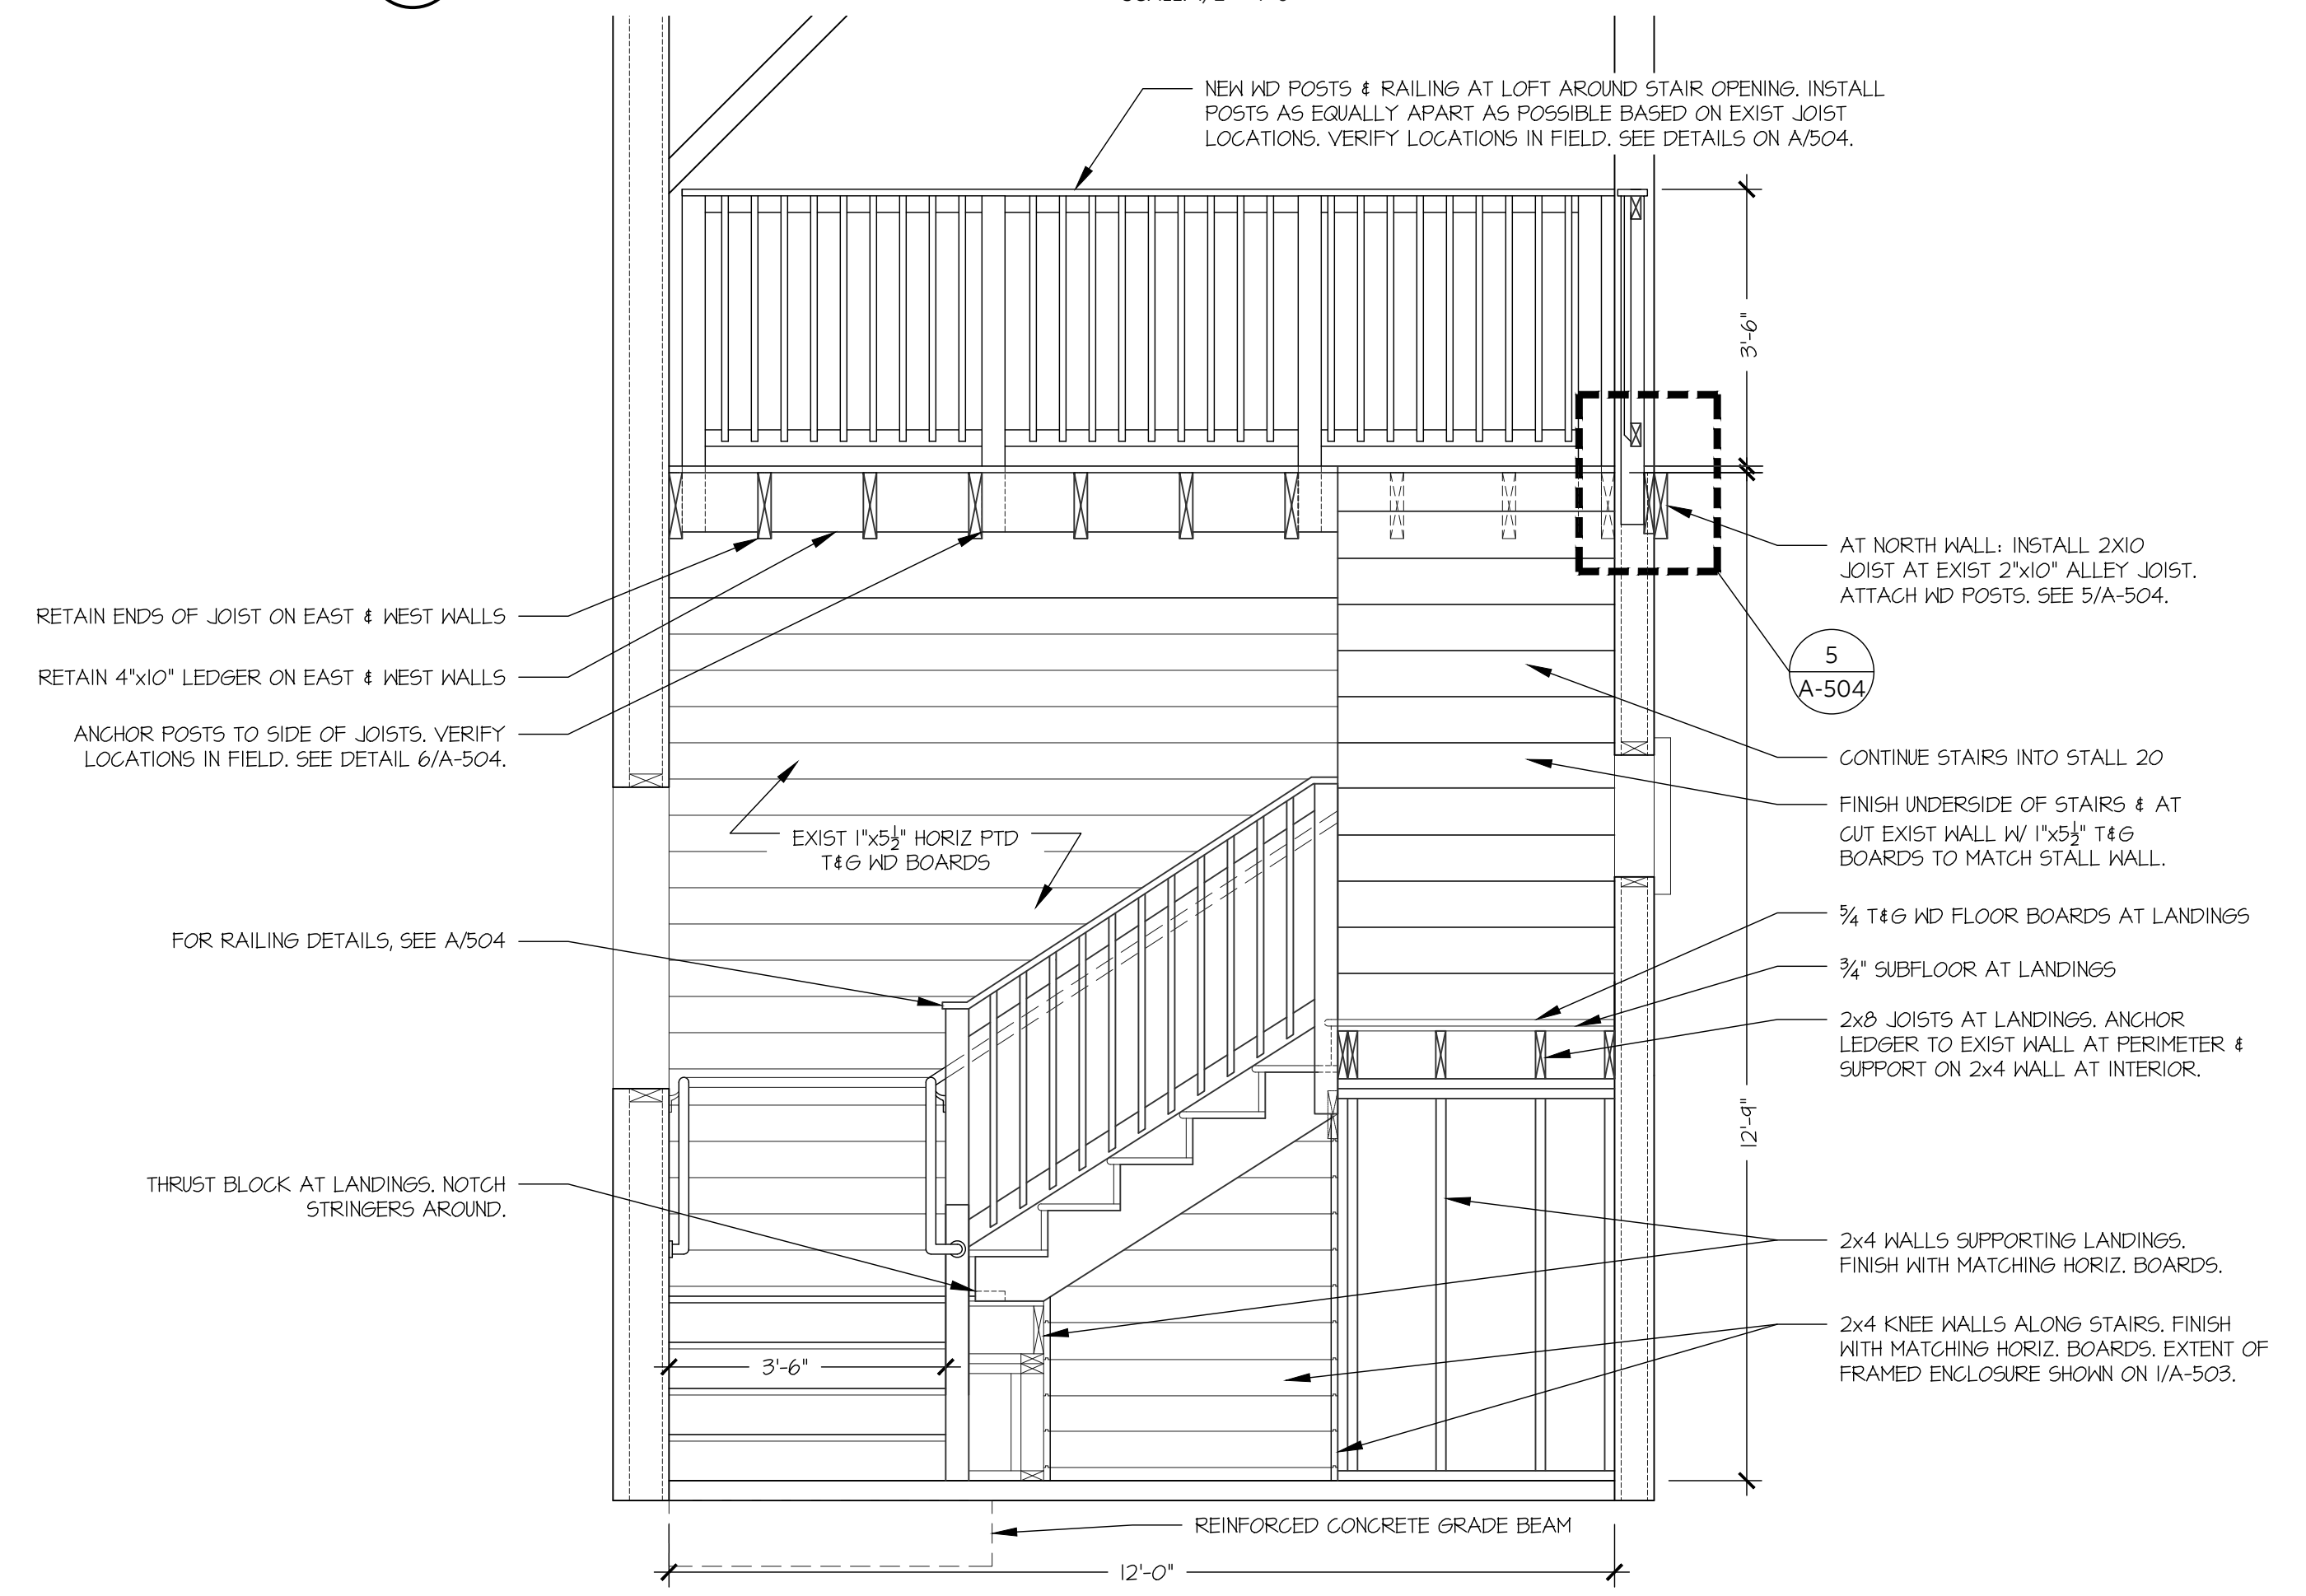 NEW WD POSTS & RAILING AT LOFT AROUND STAIR OPENING. INSTALL
POSTS AS EQUALLY APART AS POSSIBLE BASED ON EXIST JOIST
LOCATIONS. VERIFY LOCATIONS IN FIELD. SEE DETAILS ON A/504.
3'-6"
AT NORTH WALL: INSTALL 2X10
JOIST AT EXIST 2"x10" ALLEY JOIST.
ATTACH WD POSTS. SEE 5/A-504.
RETAIN ENDS OF JOIST ON EAST & WEST WALLS
RETAIN 4"x10" LEDGER ON EAST & WEST WALLS
5
A-504
ANCHOR POSTS TO SIDE OF JOISTS. VERIFY
LOCATIONS IN FIELD. SEE DETAIL 6/A-504.
CONTINUE STAIRS INTO STALL 20
FINISH UNDERSIDE OF STAIRS & AT
CUT EXIST WALL W/ 1"x5½" T&G
BOARDS TO MATCH STALL WALL.
EXIST 1"x5½" HORIZ PTD
T&G WD BOARDS
FOR RAILING DETAILS, SEE A/504
5/4 T&G WD FLOOR BOARDS AT LANDINGS
¾" SUBFLOOR AT LANDINGS
2x8 JOISTS AT LANDINGS. ANCHOR
LEDGER TO EXIST WALL AT PERIMETER &
SUPPORT ON 2x4 WALL AT INTERIOR.
12'-9"
THRUST BLOCK AT LANDINGS. NOTCH
STRINGERS AROUND.
2x4 WALLS SUPPORTING LANDINGS.
FINISH WITH MATCHING HORIZ. BOARDS.
2x4 KNEE WALLS ALONG STAIRS. FINISH
WITH MATCHING HORIZ. BOARDS. EXTENT OF
FRAMED ENCLOSURE SHOWN ON 1/A-503.
3'-6"
REINFORCED CONCRETE GRADE BEAM
12'-0"